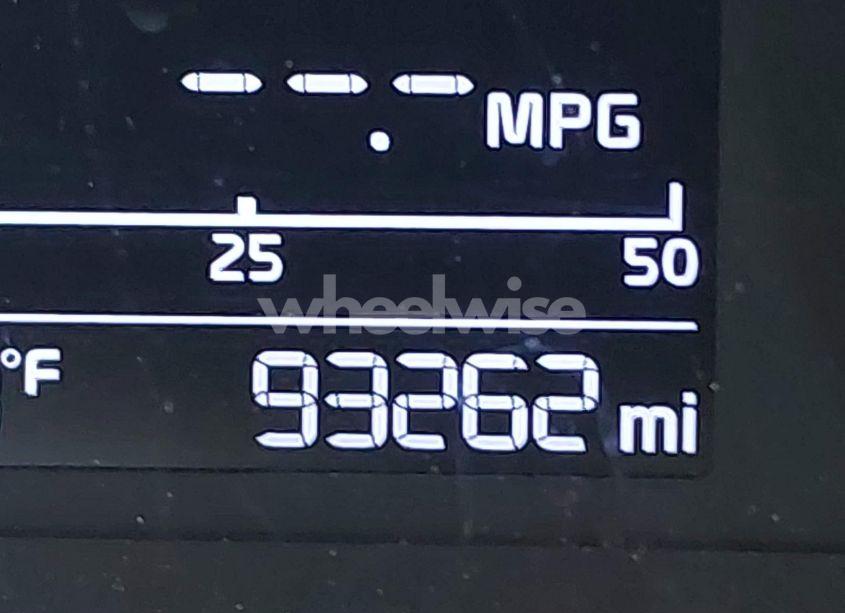 --.- MPG
25 50
wheelwise
°F 93262 mi